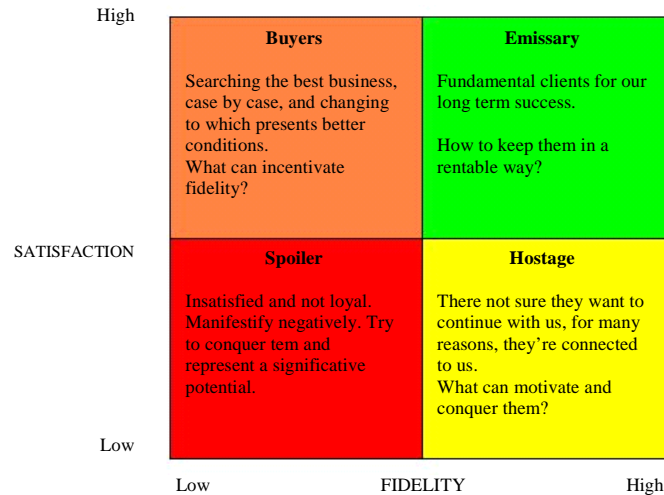 High
Buyers
Searching the best business,
case by case, and changing
to which presents better
conditions.
What can incentivate
fidelity?
Emissary
Fundamental clients for our
long term success.
How to keep them in a
rentable way?
SATISFACTION
Spoiler
Insatisfied and not loyal.
Manifestify negatively. Try
to conquer tem and
represent a significative
potential.
Hostage
There not sure they want to
continue with us, for many
reasons, they're connected
to us.
What can motivate and
conquer them?
Low
Low
FIDELITY
High